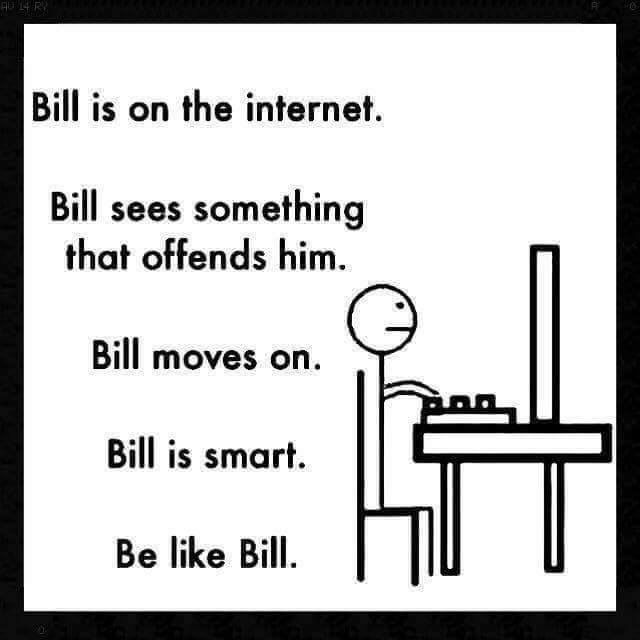 Bill is on the internet.
Bill sees something
that offends him.
Bill moves on.
Bill is smart.
Be like Bill.